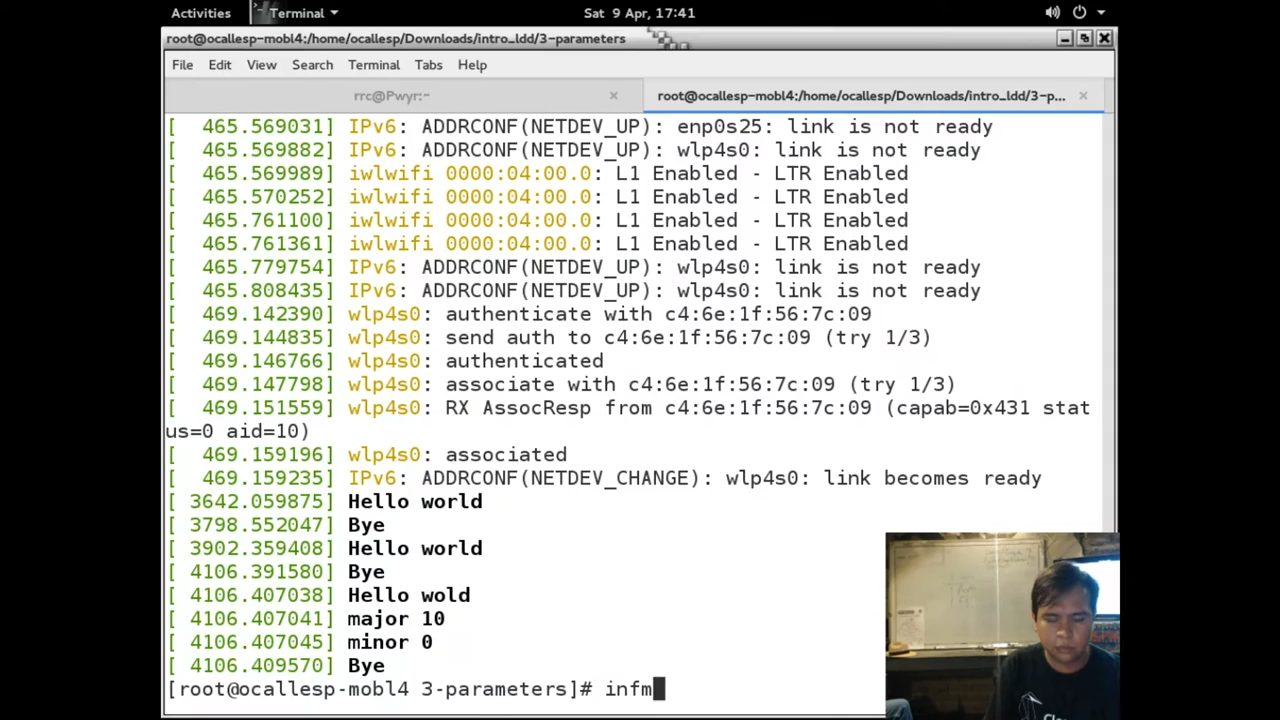 Activities Terminal Sat 9 Apr, 17:41
root@ocallesp-mobl4:/home/ocallesp/Downloads/intro_ldd/3-parameters
File Edit View Search Terminal Tabs Help
rrc@Pwyr:~ root@ocallesp-mobl4:/home/ocallesp/Downloads/intro_ldd/3-p...
[  465.569031] IPv6: ADDRCONF(NETDEV_UP): enp0s25: link is not ready
[  465.569882] IPv6: ADDRCONF(NETDEV_UP): wlp4s0: link is not ready
[  465.569989] iwlwifi 0000:04:00.0: L1 Enabled - LTR Enabled
[  465.570252] iwlwifi 0000:04:00.0: L1 Enabled - LTR Enabled
[  465.761100] iwlwifi 0000:04:00.0: L1 Enabled - LTR Enabled
[  465.761361] iwlwifi 0000:04:00.0: L1 Enabled - LTR Enabled
[  465.779754] IPv6: ADDRCONF(NETDEV_UP): wlp4s0: link is not ready
[  465.808435] IPv6: ADDRCONF(NETDEV_UP): wlp4s0: link is not ready
[  469.142390] wlp4s0: authenticate with c4:6e:1f:56:7c:09
[  469.144835] wlp4s0: send auth to c4:6e:1f:56:7c:09 (try 1/3)
[  469.146766] wlp4s0: authenticated
[  469.147798] wlp4s0: associate with c4:6e:1f:56:7c:09 (try 1/3)
[  469.151559] wlp4s0: RX AssocResp from c4:6e:1f:56:7c:09 (capab=0x431 stat
us=0 aid=10)
[  469.159196] wlp4s0: associated
[  469.159235] IPv6: ADDRCONF(NETDEV_CHANGE): wlp4s0: link becomes ready
[ 3642.059875] Hello world
[ 3798.552047] Bye
[ 3902.359408] Hello world
[ 4106.391580] Bye
[ 4106.407038] Hello wold
[ 4106.407041] major 10
[ 4106.407045] minor 0
[ 4106.409570] Bye
[root@ocallesp-mobl4 3-parameters]# infm